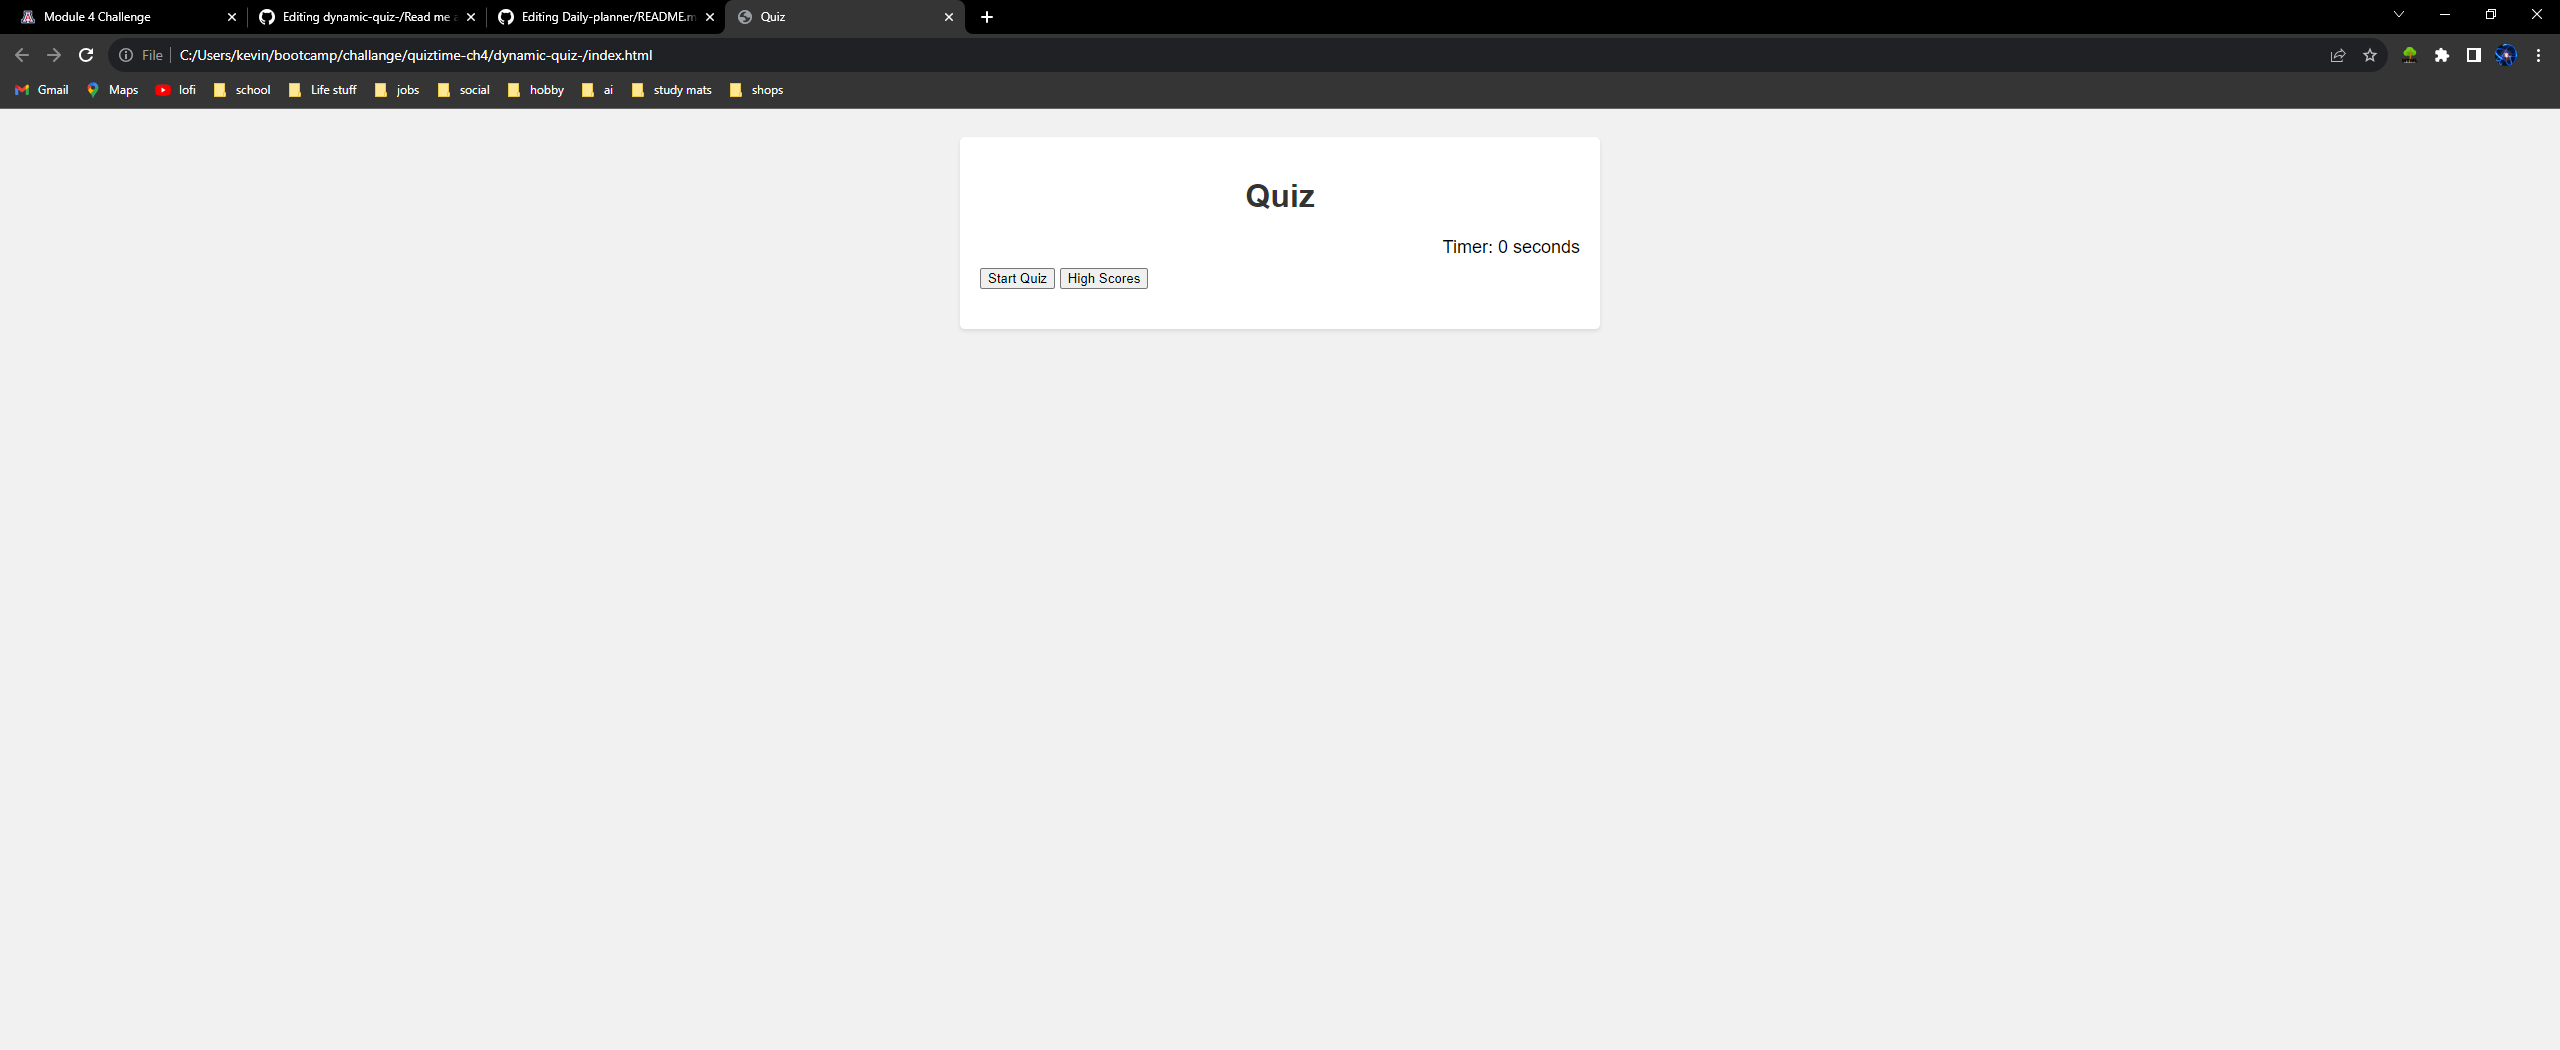 Module 4 Challenge
Editing dynamic-quiz-/Read me
Editing Daily-planner/README.m
Quiz
File
C:/Users/kevin/bootcamp/challange/quiztime-ch4/dynamic-quiz-/index.html
Gmail
Maps
lofi
school
Life stuff
jobs
social
hobby
ai
study mats
shops
Quiz
Timer: 0 seconds
Start Quiz
High Scores